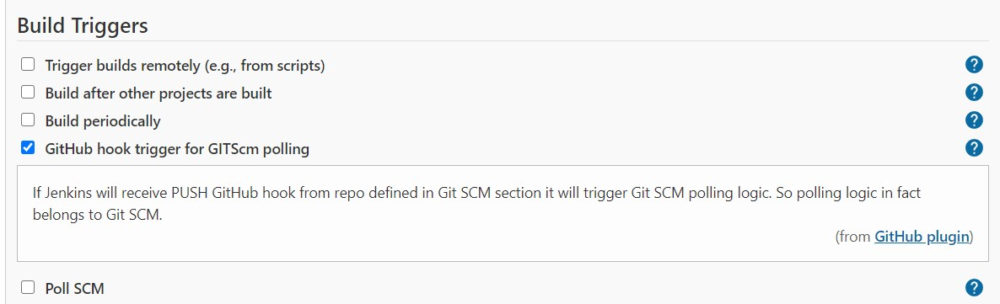 Build Triggers
Trigger builds remotely (e.g., from scripts)
Build after other projects are built
Build periodically
GitHub hook trigger for GITScm polling
If Jenkins will receive PUSH GitHub hook from repo defined in Git SCM section it will trigger Git SCM polling logic. So polling logic in fact
belongs to Git SCM.
(from GitHub plugin)
Poll SCM